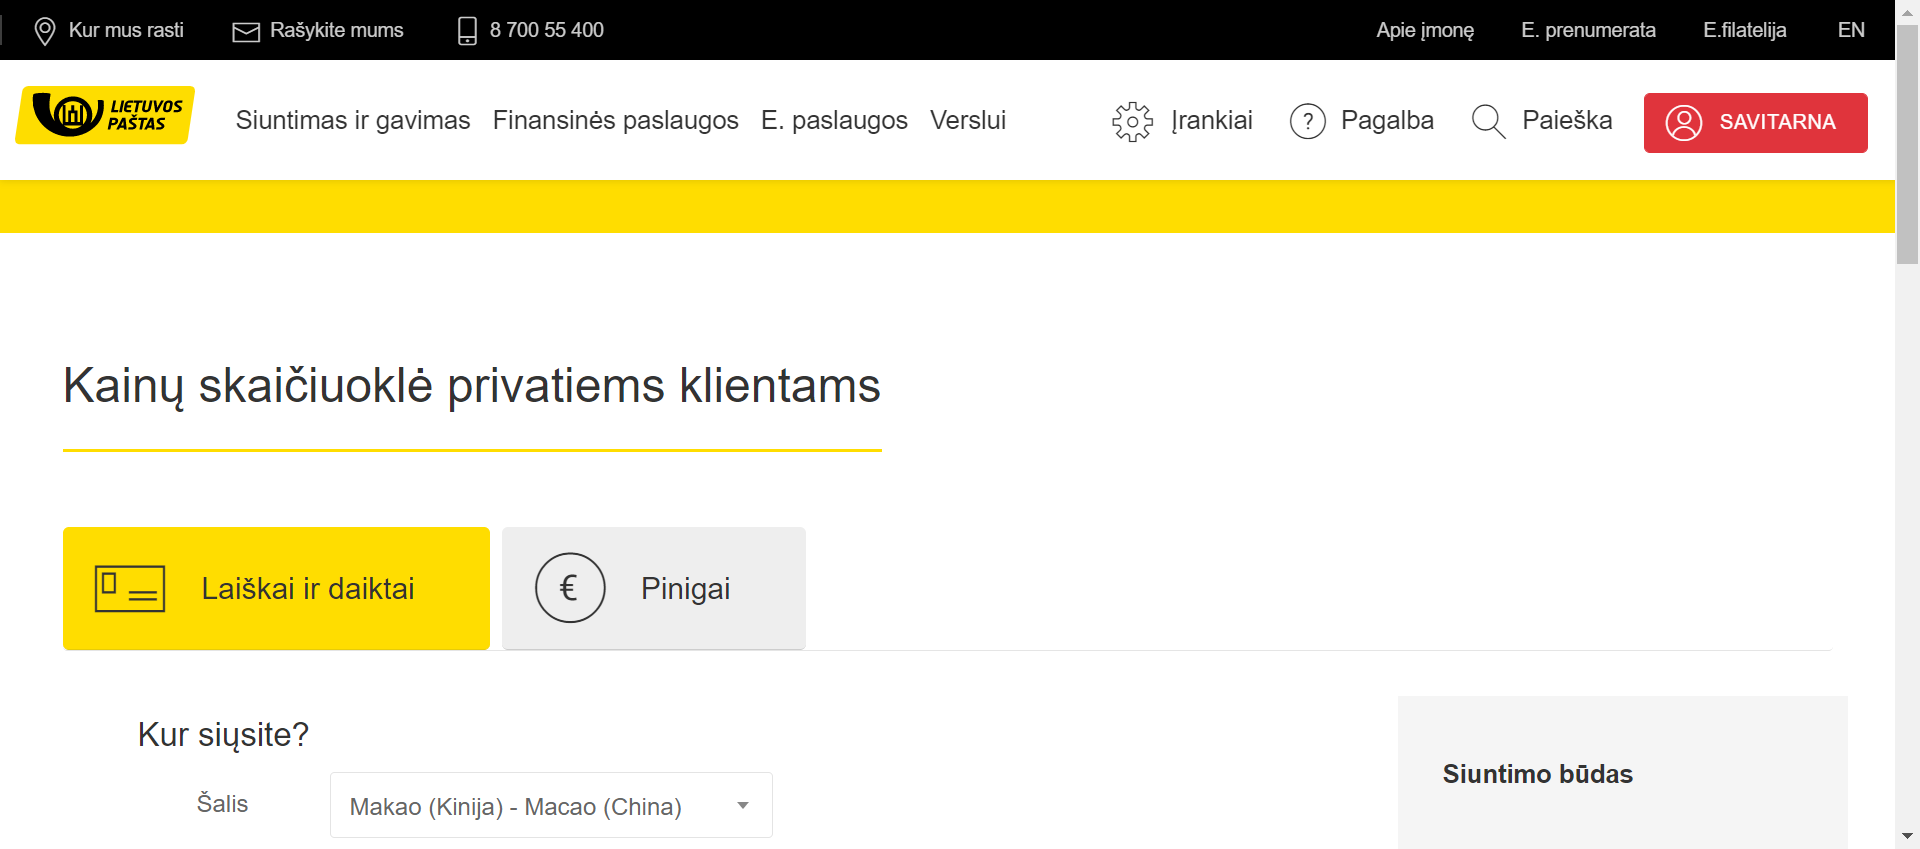 Kur mus rasti
Rašykite mums
8 700 55 400
Apie įmonę
E. prenumerata
E.filatelija
EN
LIETUVOS
PAŠTAS
Siuntimas ir gavimas
Finansinės paslaugos
E. paslaugos
Verslui
Įrankiai
?
Pagalba
Paieška
SAVITARNA
Kainų skaičiuoklė privatiems klientams
Laiškai ir daiktai
€
Pinigai
Kur siųsite?
Šalis
Makao (Kinija) - Macao (China)
Siuntimo būdas